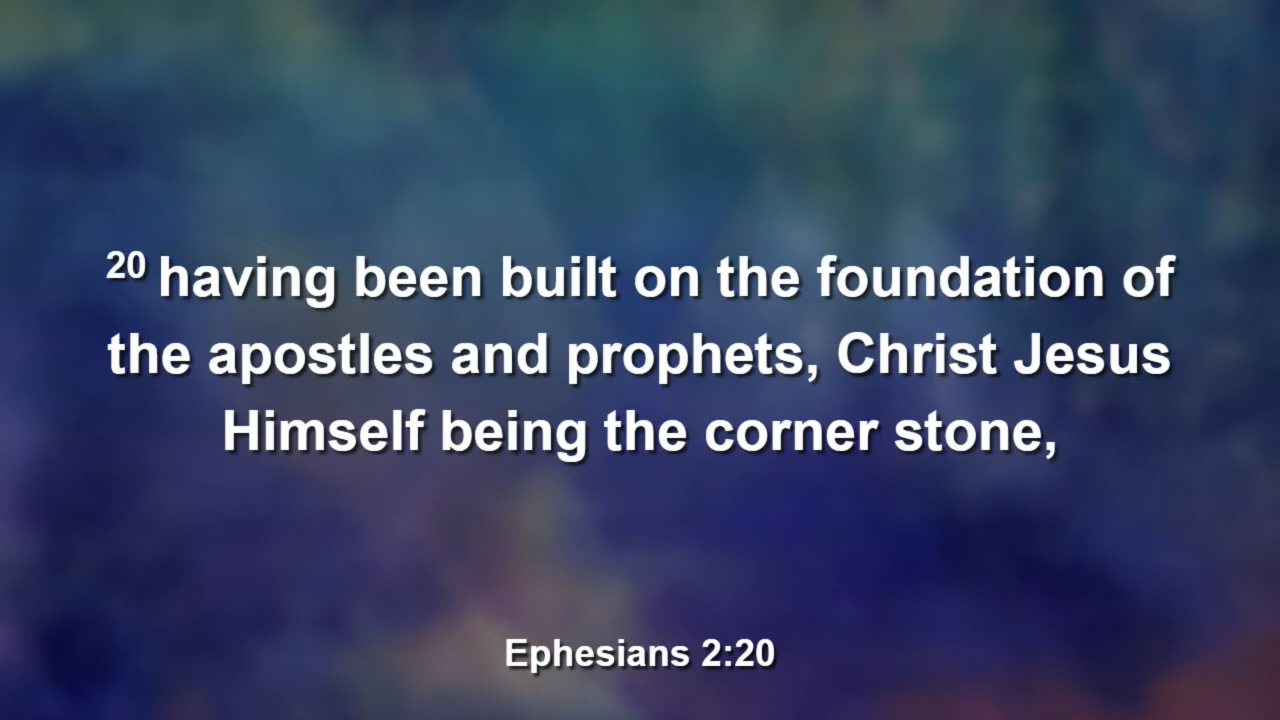 20 having been built on the foundation of
the apostles and prophets, Christ Jesus
Himself being the corner stone,
Ephesians 2:20